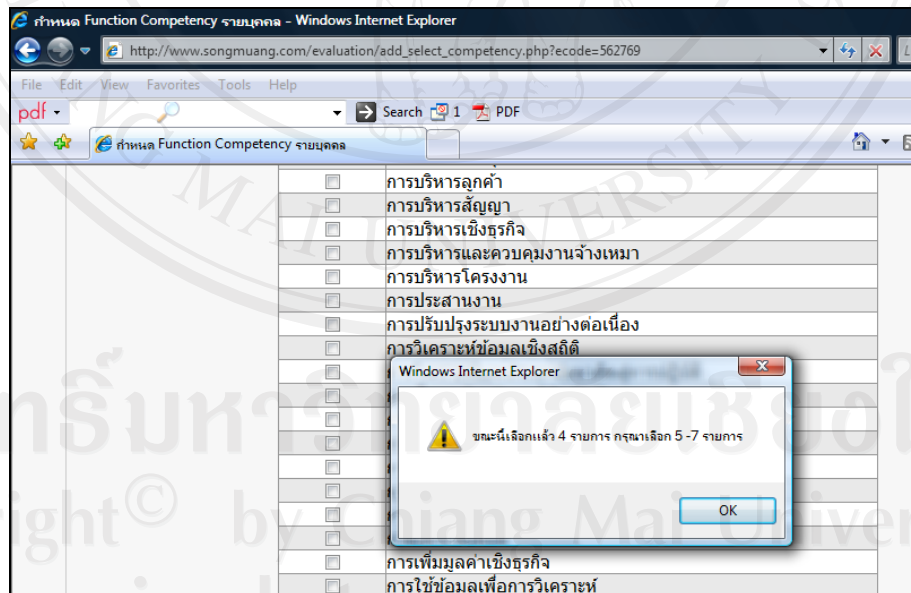 กำหนด Function Competency รายบุคคล - Windows Internet Explorer
http://www.songmuang.com/evaluation/add_select_competency.php?ecode=562769
File Edit View Favorites Tools Help
pdf Search 1 PDF
กำหนด Function Competency รายบุคคล
การบริหารลูกค้า
การบริหารสัญญา
การบริหารเชิงธุรกิจ
การบริหารและควบคุมงานจ้างเหมา
การบริหารโครงงาน
การประสานงาน
การปรับปรุงระบบงานอย่างต่อเนื่อง
การวิเคราะห์ข้อมูลเชิงสถิติ
Windows Internet Explorer
ขณะนี้เลือกแล้ว 4 รายการ กรุณาเลือก 5 -7 รายการ
OK
การเพิ่มมูลค่าเชิงธุรกิจ
การใช้ข้อมูลเพื่อการวิเคราะห์
MAI UNIVERSITY
by Chiang Mai